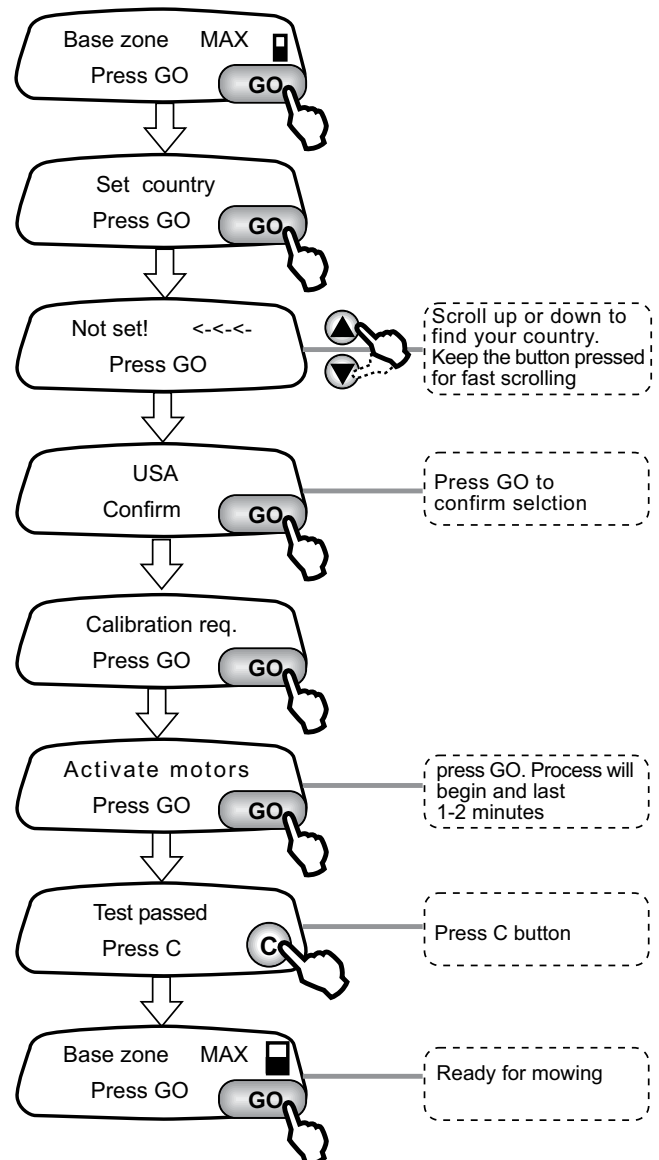 Base zone MAX
Press GO GO
Set country
Press GO GO
Not set! <-<-<-
Press GO
Scroll up or down to
find your country.
Keep the button pressed
for fast scrolling
USA
Confirm GO
Press GO to
confirm selction
Calibration req.
Press GO GO
Activate motors
Press GO GO
press GO. Process will
begin and last
1-2 minutes
Test passed
Press C C
Press C button
Base zone MAX
Press GO GO
Ready for mowing